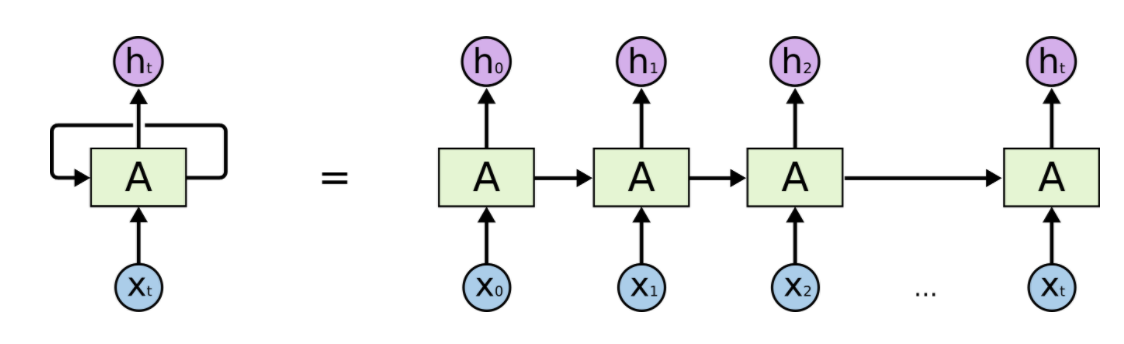 hₜ h₀ h₁ h₂ hₜ
A = A A A A
xₜ x₀ x₁ x₂ ... xₜ